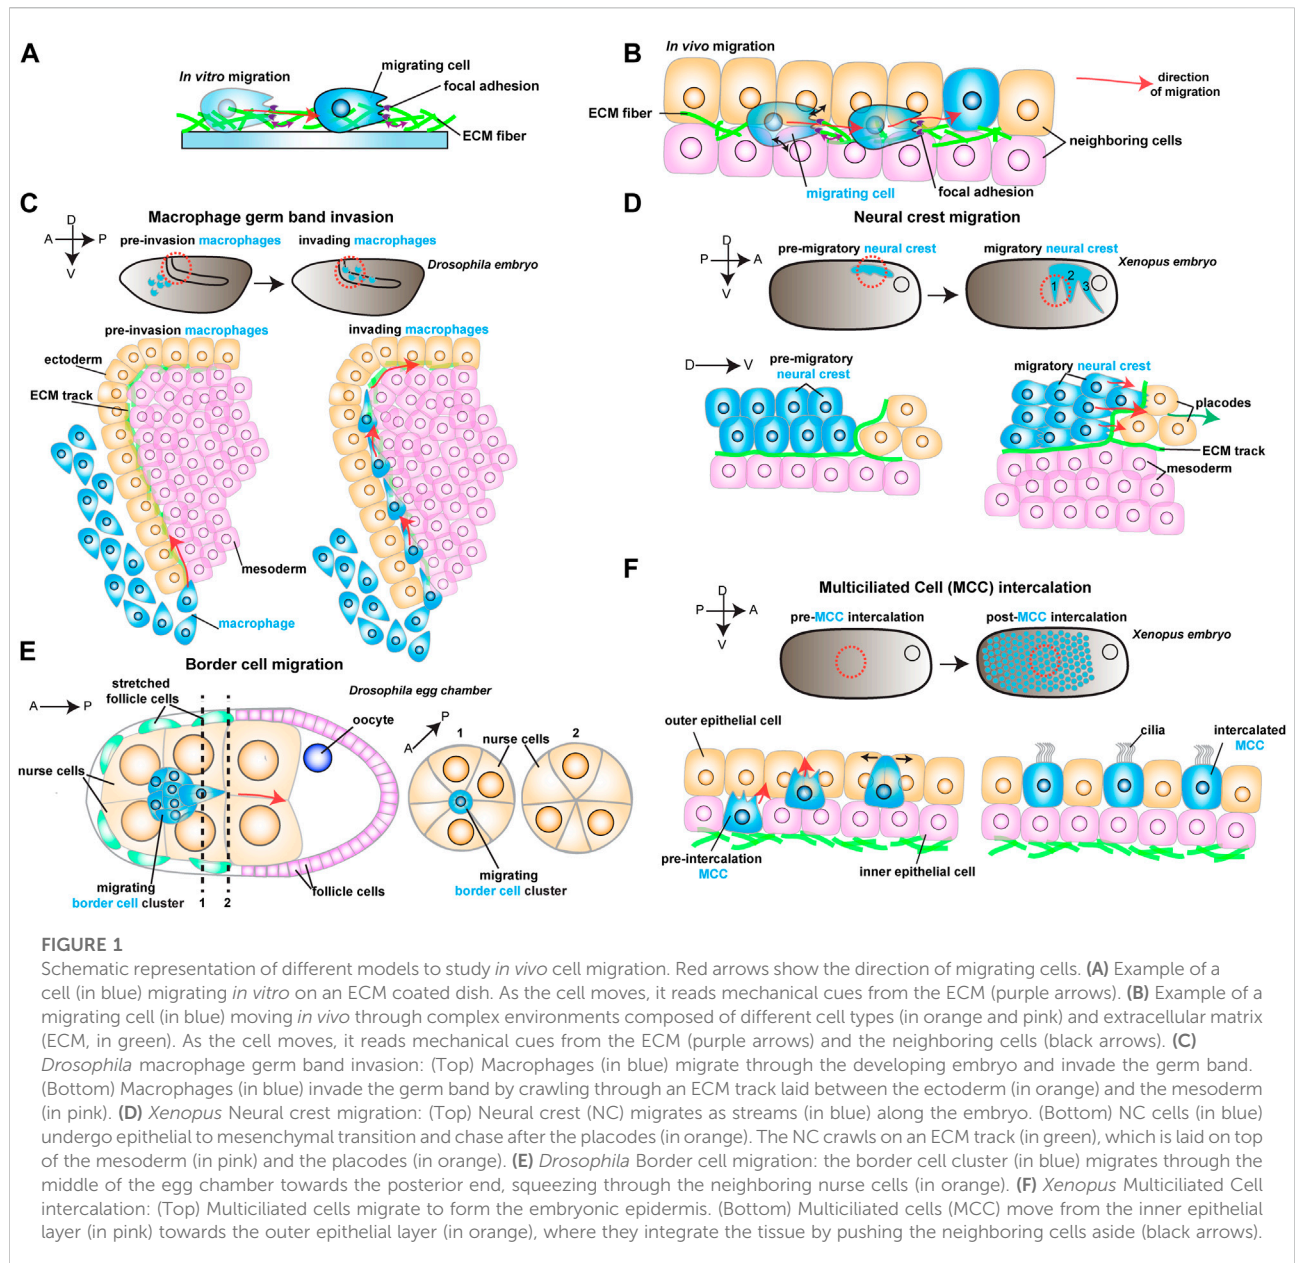 A
In vitro migration
migrating cell
focal adhesion
ECM fiber
B
In vivo migration
direction
of migration
ECM fiber
neighboring cells
migrating cell
focal adhesion
C
Macrophage germ band invasion
D
A
P
V
pre-invasion macrophages
invading macrophages
Drosophila embryo
pre-invasion macrophages
invading macrophages
ectoderm
ECM track
mesoderm
macrophage
D
Neural crest migration
D
P
A
V
pre-migratory neural crest
migratory neural crest
Xenopus embryo
1
2
3
D
V
pre-migratory
neural crest
migratory neural crest
placodes
ECM track
mesoderm
E
Border cell migration
A
P
stretched
follicle cells
Drosophila egg chamber
oocyte
nurse cells
migrating
border cell cluster
1
2
follicle cells
A
P
1
nurse cells
2
migrating
border cell cluster
F
Multiciliated Cell (MCC) intercalation
D
P
A
V
pre-MCC intercalation
post-MCC intercalation
Xenopus embryo
outer epithelial cell
cilia
intercalated
MCC
pre-intercalation
MCC
inner epithelial cell
FIGURE 1
Schematic representation of different models to study in vivo cell migration. Red arrows show the direction of migrating cells. (A) Example of a
cell (in blue) migrating in vitro on an ECM coated dish. As the cell moves, it reads mechanical cues from the ECM (purple arrows). (B) Example of a
migrating cell (in blue) moving in vivo through complex environments composed of different cell types (in orange and pink) and extracellular matrix
(ECM, in green). As the cell moves, it reads mechanical cues from the ECM (purple arrows) and the neighboring cells (black arrows). (C)
Drosophila macrophage germ band invasion: (Top) Macrophages (in blue) migrate through the developing embryo and invade the germ band.
(Bottom) Macrophages (in blue) invade the germ band by crawling through an ECM track laid between the ectoderm (in orange) and the mesoderm
(in pink). (D) Xenopus Neural crest migration: (Top) Neural crest (NC) migrates as streams (in blue) along the embryo. (Bottom) NC cells (in blue)
undergo epithelial to mesenchymal transition and chase after the placodes (in orange). The NC crawls on an ECM track (in green), which is laid on top
of the mesoderm (in pink) and the placodes (in orange). (E) Drosophila Border cell migration: the border cell cluster (in blue) migrates through the
middle of the egg chamber towards the posterior end, squeezing through the neighboring nurse cells (in orange). (F) Xenopus Multiciliated Cell
intercalation: (Top) Multiciliated cells migrate to form the embryonic epidermis. (Bottom) Multiciliated cells (MCC) move from the inner epithelial
layer (in pink) towards the outer epithelial layer (in orange), where they integrate the tissue by pushing the neighboring cells aside (black arrows).